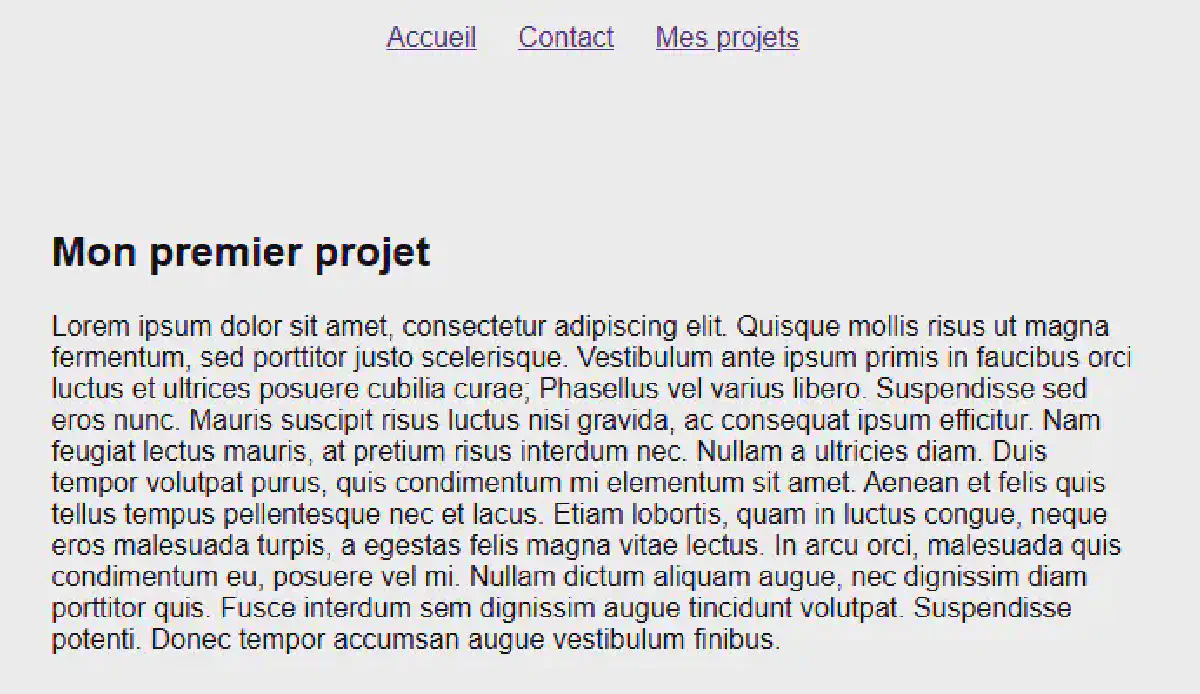 Accueil Contact Mes projets
Mon premier projet
Lorem ipsum dolor sit amet, consectetur adipiscing elit. Quisque mollis risus ut magna
fermentum, sed porttitor justo scelerisque. Vestibulum ante ipsum primis in faucibus orci
luctus et ultrices posuere cubilia curae; Phasellus vel varius libero. Suspendisse sed
eros nunc. Mauris suscipit risus luctus nisi gravida, ac consequat ipsum efficitur. Nam
feugiat lectus mauris, at pretium risus interdum nec. Nullam a ultricies diam. Duis
tempor volutpat purus, quis condimentum mi elementum sit amet. Aenean et felis quis
tellus tempus pellentesque nec et lacus. Etiam lobortis, quam in luctus congue, neque
eros malesuada turpis, a egestas felis magna vitae lectus. In arcu orci, malesuada quis
condimentum eu, posuere vel mi. Nullam dictum aliquam augue, nec dignissim diam
porttitor quis. Fusce interdum sem dignissim augue tincidunt volutpat. Suspendisse
potenti. Donec tempor accumsan augue vestibulum finibus.